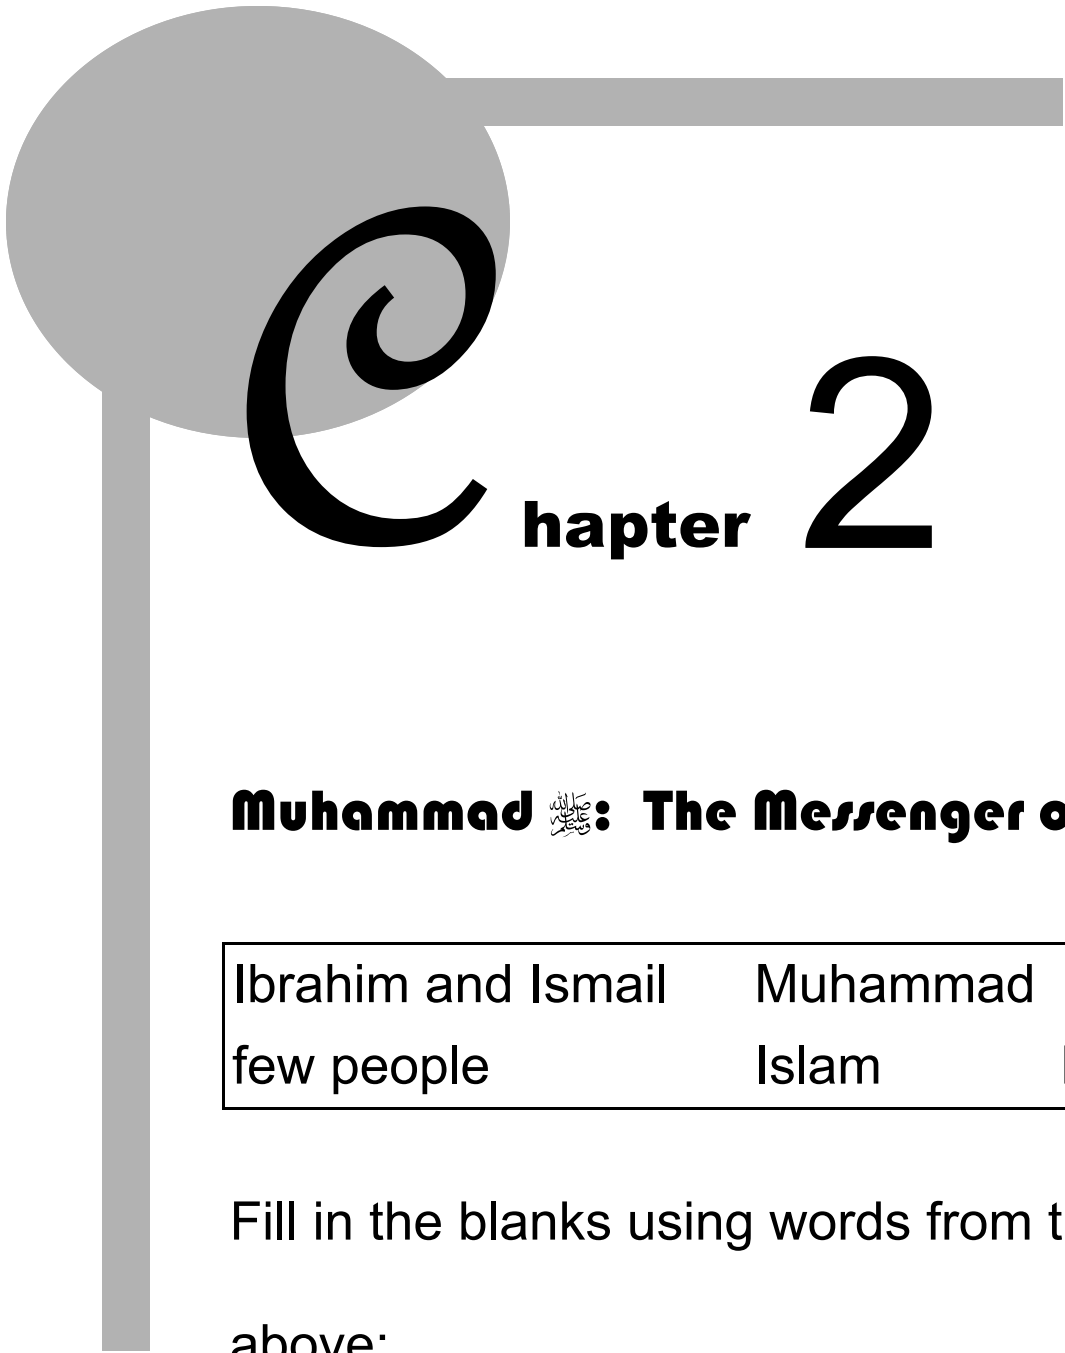 Chapter 2
Muhammad ﷺ: The Messenger
Ibrahim and Ismail Muhammad
few people Islam
Fill in the blanks using words from
above: